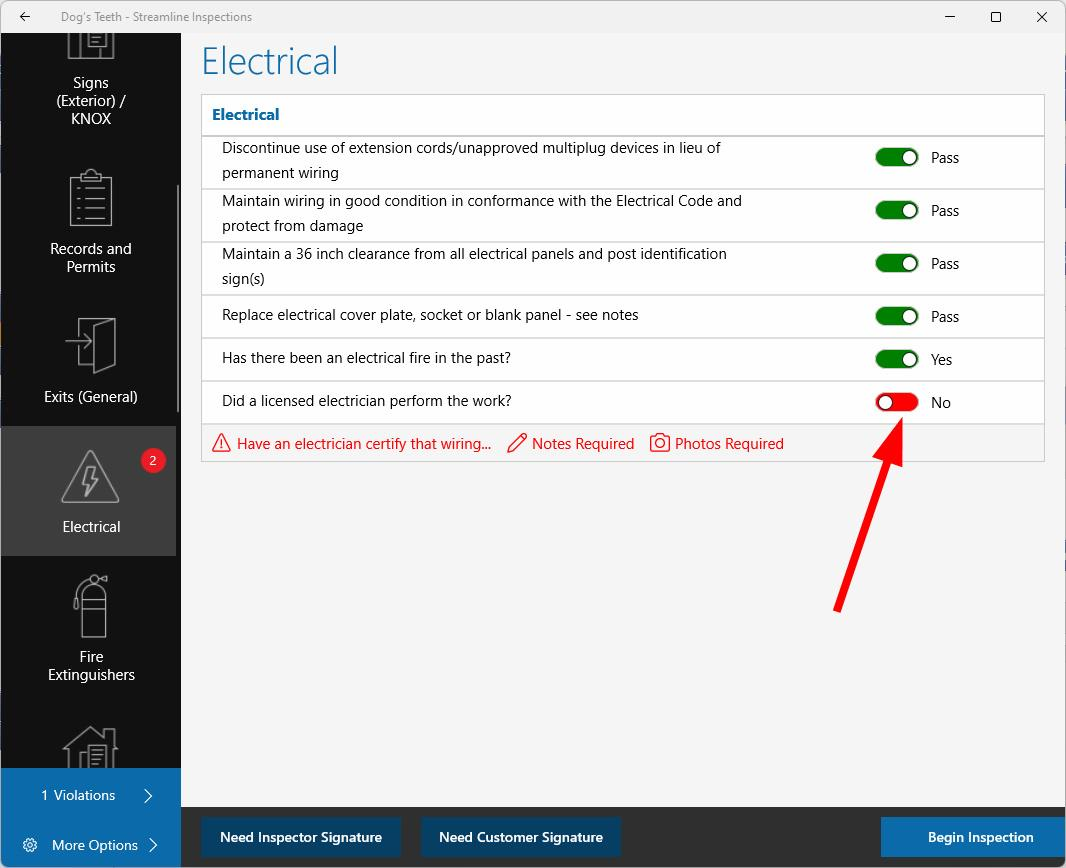 Dog's Teeth - Streamline Inspections
Signs
(Exterior) /
KNOX
Records and
Permits
Exits (General)
2
Electrical
Fire
Extinguishers
1 Violations
More Options
Electrical
Electrical
Discontinue use of extension cords/unapproved multiplug devices in lieu of
permanent wiring
Pass
Maintain wiring in good condition in conformance with the Electrical Code and
protect from damage
Pass
Maintain a 36 inch clearance from all electrical panels and post identification
sign(s)
Pass
Replace electrical cover plate, socket or blank panel - see notes
Pass
Has there been an electrical fire in the past?
Yes
Did a licensed electrician perform the work?
No
Have an electrician certify that wiring... Notes Required Photos Required
Need Inspector Signature Need Customer Signature Begin Inspection